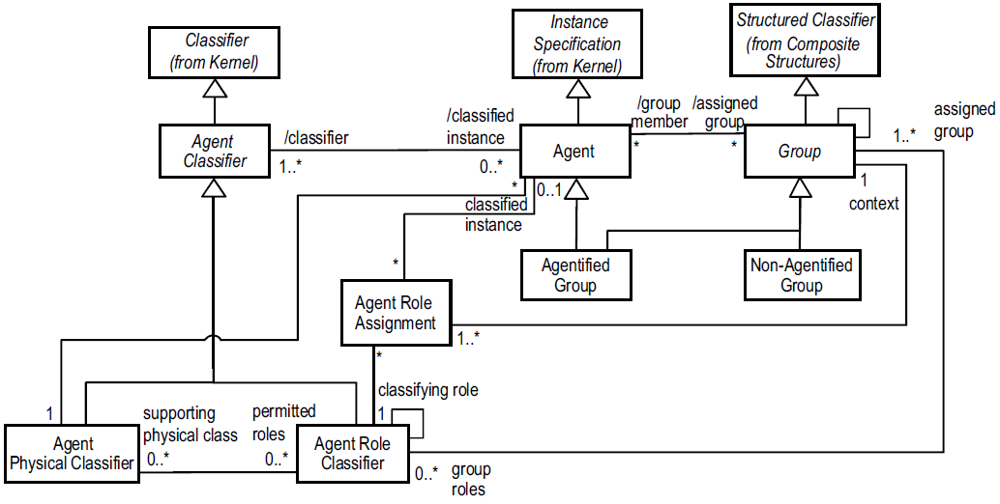 Classifier
(from Kernel)
Instance
Specification
(from Kernel)
Structured Classifier
(from Composite
Structures)
Agent
Classifier
/classifier
1..*
/classified
instance
0..*
Agent
/group
member
*
/assigned
group
*
Group
1..*
assigned
group
*
0..1
classified
instance
1
context
Agentified
Group
Non-Agentified
Group
*
Agent Role
Assignment
1..*
*
classifying role
1
1
supporting
physical class
0..*
permitted
roles
0..*
Agent
Physical Classifier
Agent Role
Classifier
0..*
group
roles